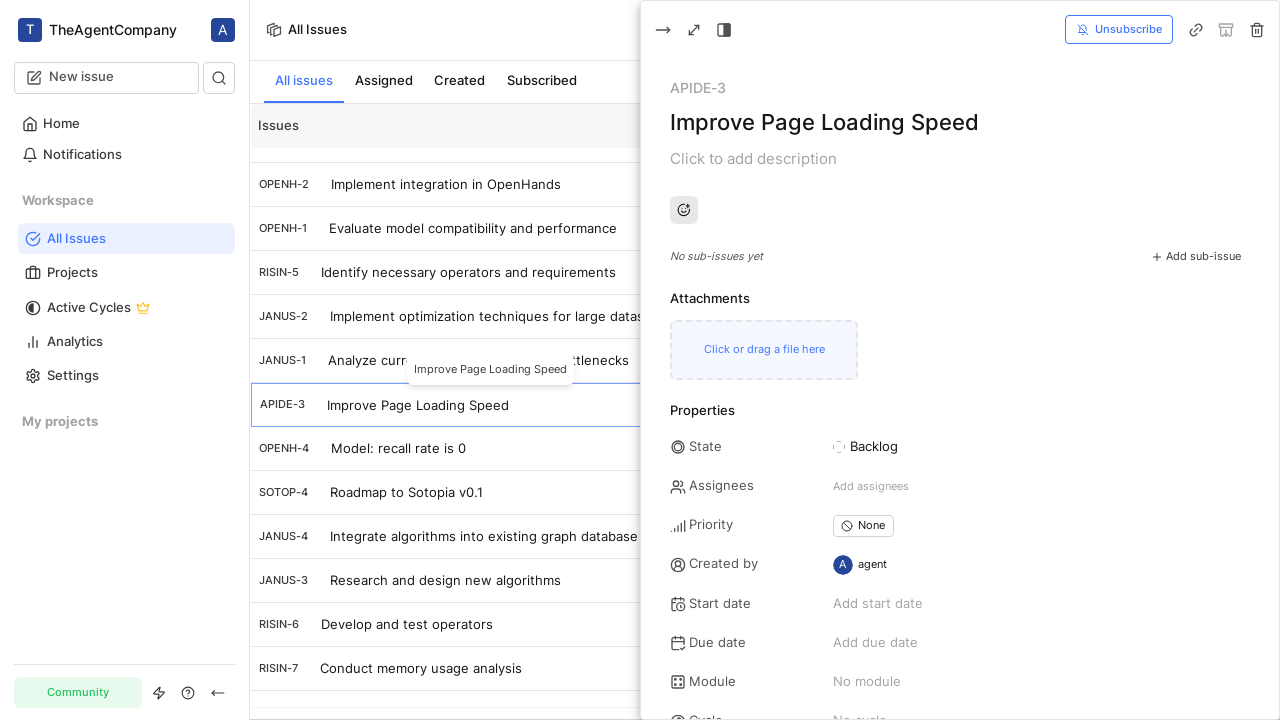 T TheAgentCompany A
New issue
Home
Notifications
Workspace
All Issues
Projects
Active Cycles
Analytics
Settings
My projects
Community
All Issues
All issues Assigned Created Subscribed
Issues
OPENH-2 Implement integration in OpenHands
OPENH-1 Evaluate model compatibility and performance
RISIN-5 Identify necessary operators and requirements
JANUS-2 Implement optimization techniques for large datas
JANUS-1 Analyze curr ttlenecks
Improve Page Loading Speed
APIDE-3 Improve Page Loading Speed
OPENH-4 Model: recall rate is 0
SOTOP-4 Roadmap to Sotopia v0.1
JANUS-4 Integrate algorithms into existing graph database
JANUS-3 Research and design new algorithms
RISIN-6 Develop and test operators
RISIN-7 Conduct memory usage analysis
Unsubscribe
APIDE-3
Improve Page Loading Speed
Click to add description
No sub-issues yet
+ Add sub-issue
Attachments
Click or drag a file here
Properties
State Backlog
Assignees Add assignees
Priority None
Created by A agent
Start date Add start date
Due date Add due date
Module No module
Cycle No cycle